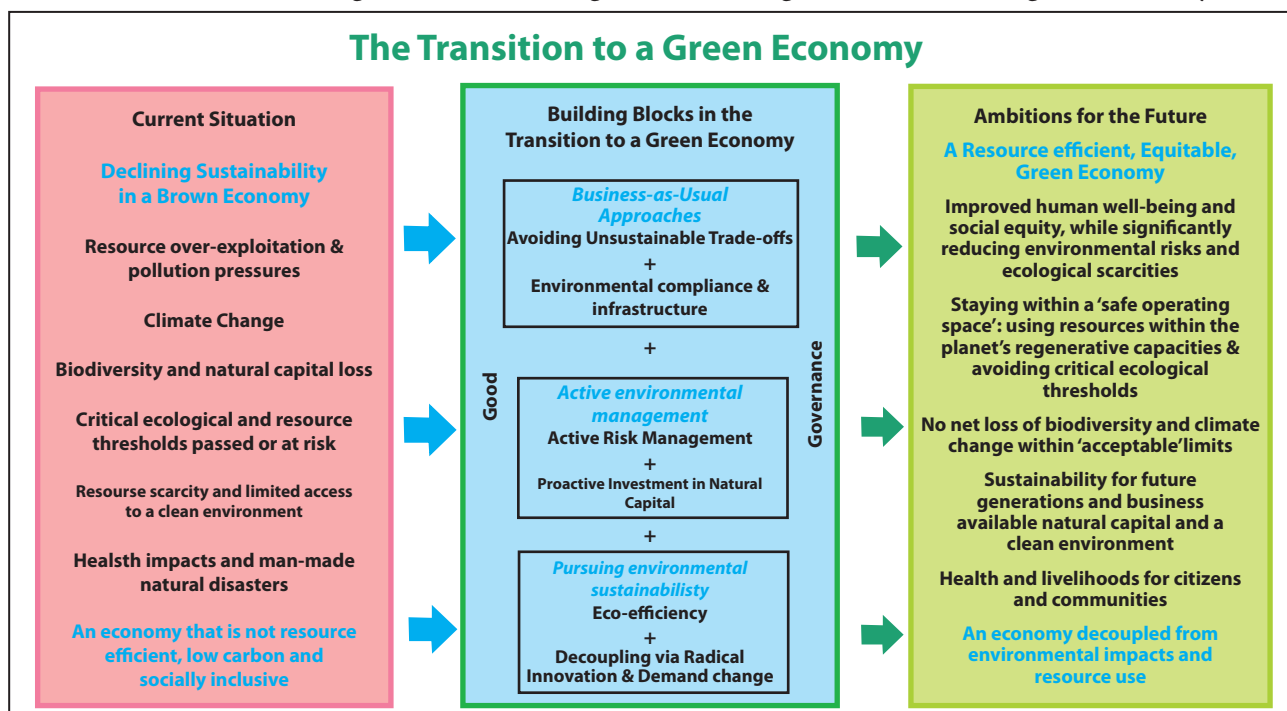 The Transition to a Green Economy
Current Situation
Declining Sustainability
in a Brown Economy
Resource over-exploitation &
pollution pressures
Climate Change
Biodiversity and natural capital loss
Critical ecological and resource
thresholds passed or at risk
Resourse scarcity and limited access
to a clean environment
Healsth impacts and man-made
natural disasters
An economy that is not resource
efficient, low carbon and
socially inclusive
Building Blocks in the
Transition to a Green Economy
Business-as-Usual
Approaches
Avoiding Unsustainable Trade-offs
+
Environmental compliance &
infrastructure
+
Good
Governance
Active environmental
management
Active Risk Management
+
Proactive Investment in Natural
Capital
+
Pursuing environmental
sustainabilisty
Eco-efficiency
+
Decoupling via Radical
Innovation & Demand change
Ambitions for the Future
A Resource efficient, Equitable,
Green Economy
Improved human well-being and
social equity, while significantly
reducing environmental risks and
ecological scarcities
Staying within a ‘safe operating
space’: using resources within the
planet’s regenerative capacities &
avoiding critical ecological
thresholds
No net loss of biodiversity and climate
change within ‘acceptable’limits
Sustainability for future
generations and business
available natural capital and a
clean environment
Health and livelihoods for citizens
and communities
An economy decoupled from
environmental impacts and
resource use